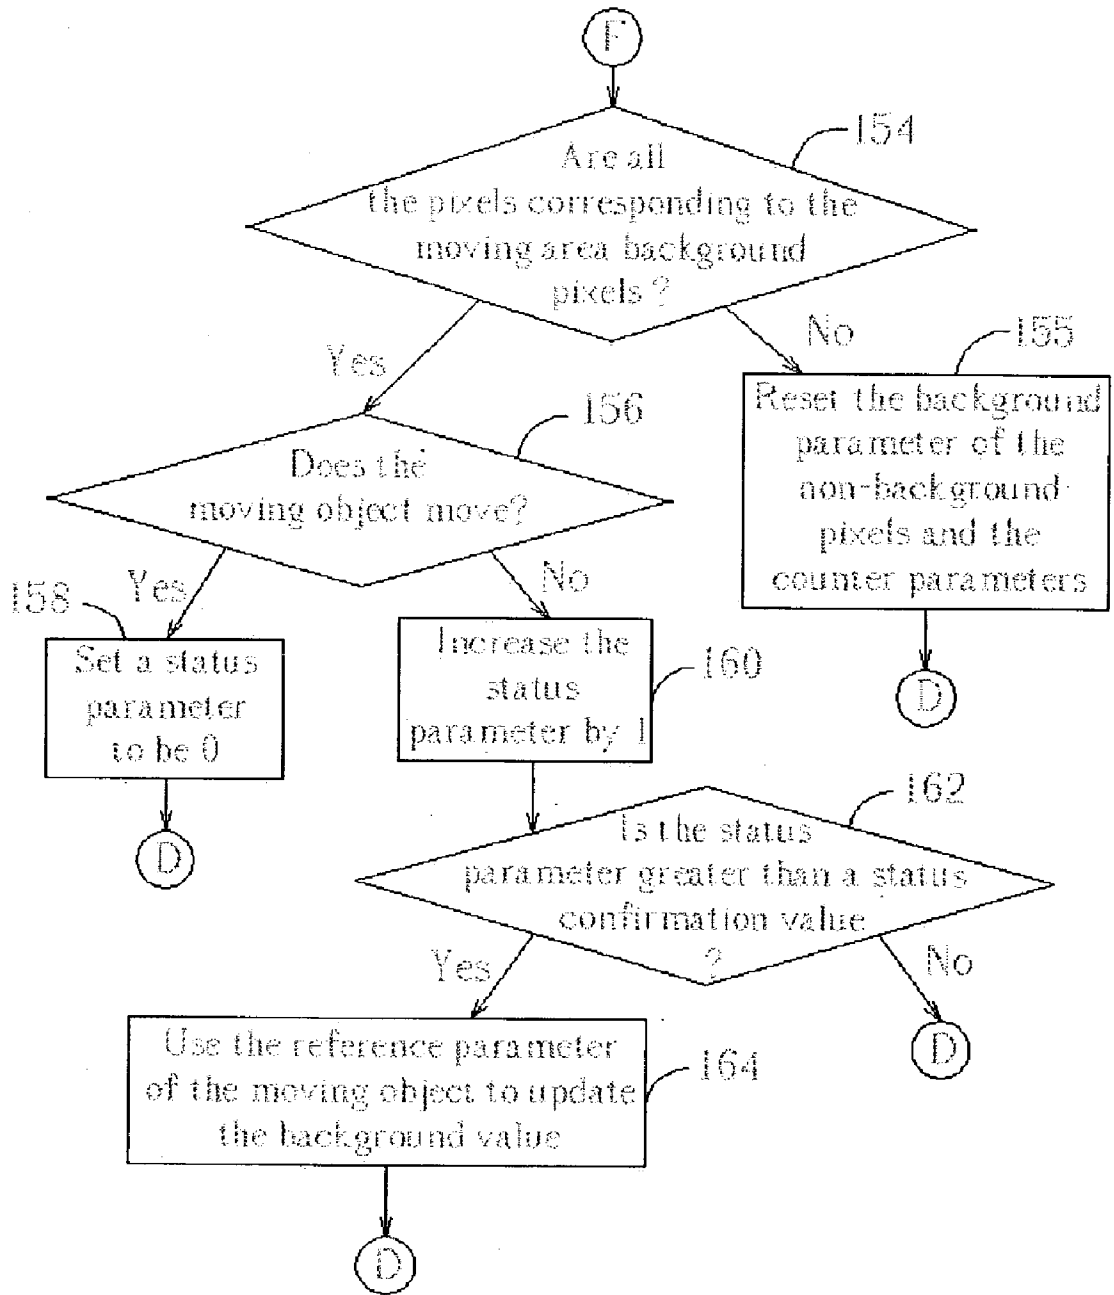 F
154
Are all
the pixels corresponding to the
moving area background
pixels ?
Yes
No
155
Reset the background
parameter of the
non-background
pixels and the
counter parameters
D
156
Does the
moving object move?
Yes
No
158
Set a status
parameter
to be 0
D
Increase the
status
parameter by 1
160
162
Is the status
parameter greater than a status
confirmation value
?
Yes
No
D
Use the reference parameter
of the moving object to update
the background value
164
D